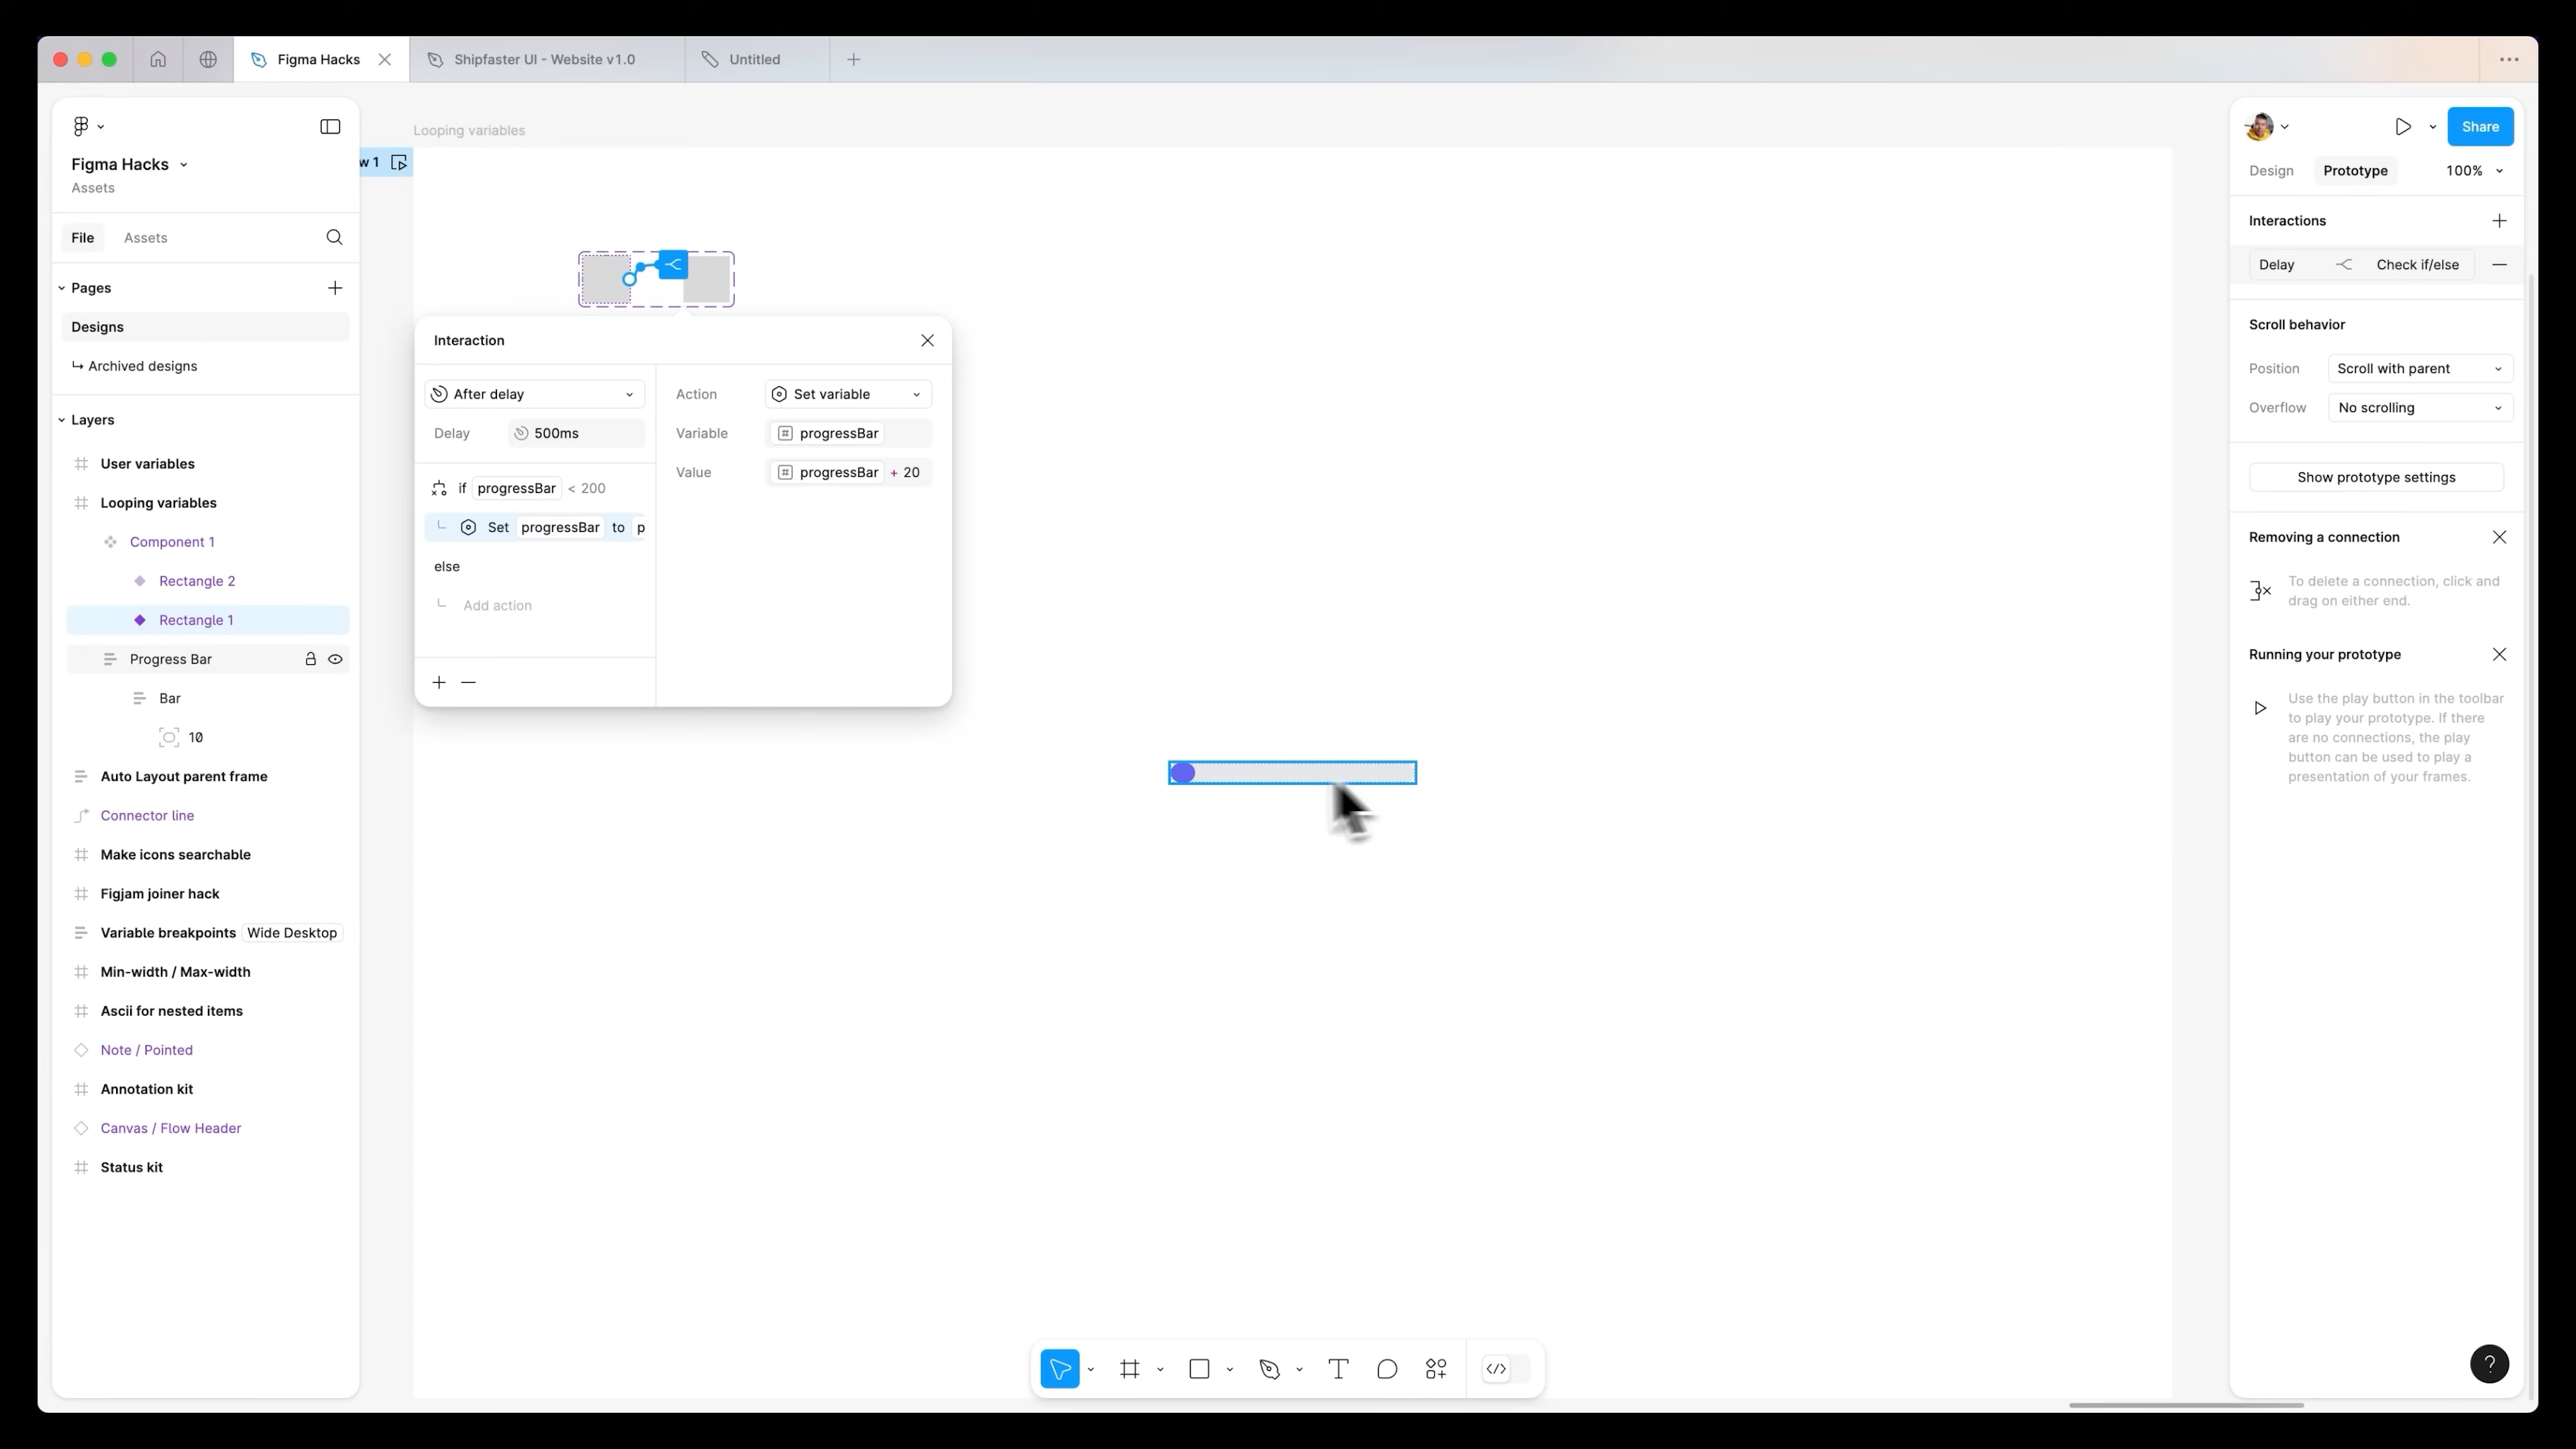 Figma Hacks
Shipfaster UI - Website v1.0
Untitled
Figma Hacks
Assets
File
Assets
Pages
Designs
Archived designs
Layers
User variables
Looping variables
Component 1
Rectangle 2
Rectangle 1
Progress Bar
Bar
10
Auto Layout parent frame
Connector line
Make icons searchable
Figjam joiner hack
Variable breakpoints Wide Desktop
Min-width / Max-width
Ascii for nested items
Note / Pointed
Annotation kit
Canvas / Flow Header
Status kit
Looping variables
w 1
Interaction
After delay
Delay 500ms
if progressBar < 200
Set progressBar to p
else
Add action
Action Set variable
Variable progressBar
Value progressBar + 20
Share
Design Prototype 100%
Interactions
Delay Check if/else
Scroll behavior
Position Scroll with parent
Overflow No scrolling
Show prototype settings
Removing a connection
To delete a connection, click and
drag on either end.
Running your prototype
Use the play button in the toolbar
to play your prototype. If there
are no connections, the play
button can be used to play a
presentation of your frames.
?